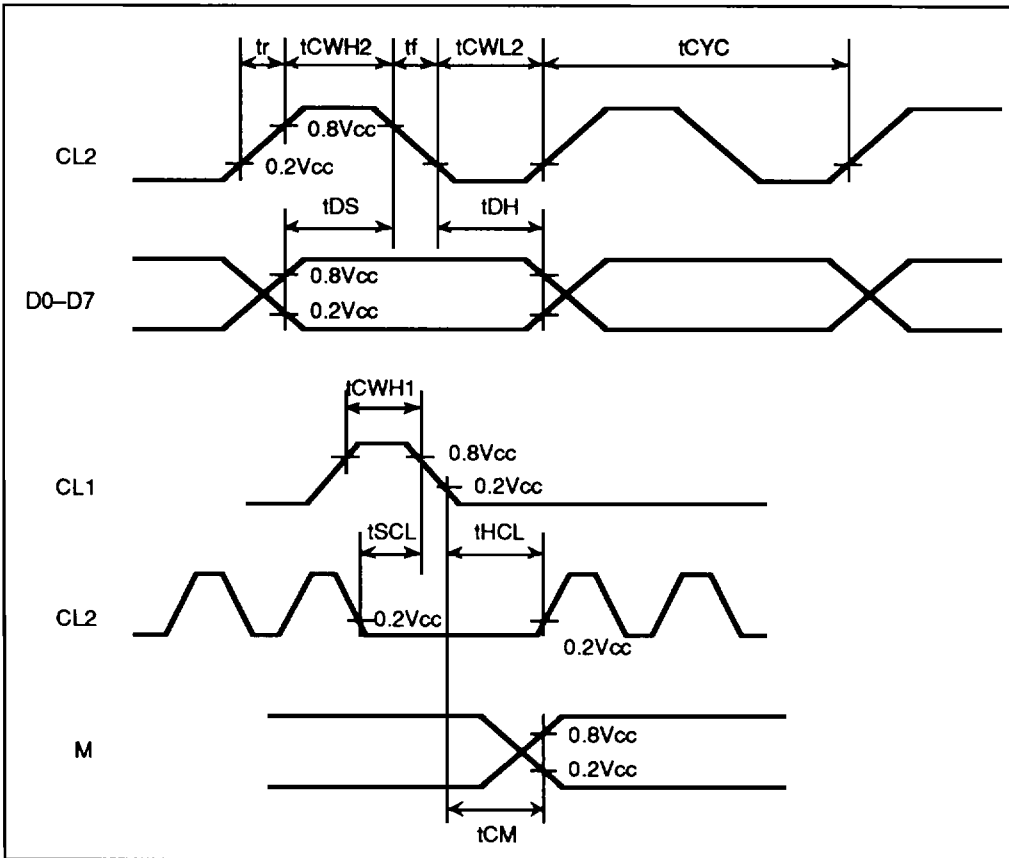 tr tCWH2 tf tCWL2 tCYC
CL2
0.8Vcc
0.2Vcc
tDS tDH
D0–D7
0.8Vcc
0.2Vcc
tCWH1
CL1
0.8Vcc
0.2Vcc
tSCL tHCL
CL2
0.2Vcc
0.2Vcc
M
0.8Vcc
0.2Vcc
tCM